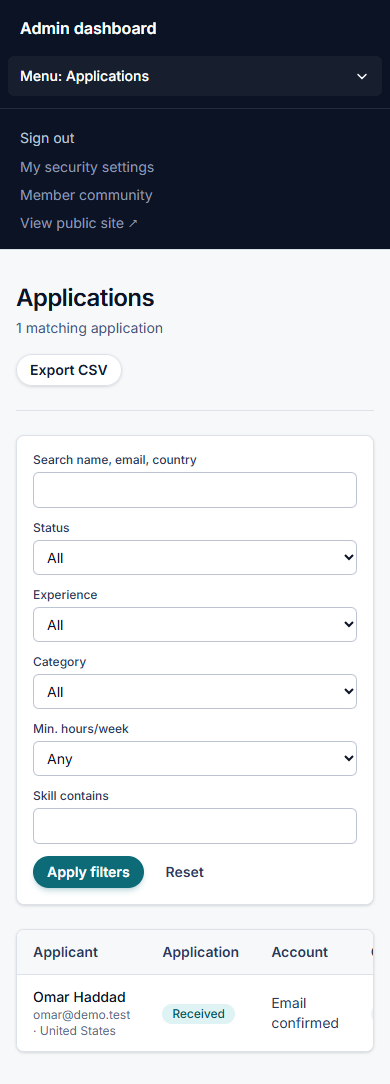 Admin dashboard
Menu: Applications
Sign out
My security settings
Member community
View public site ↗
Applications
1 matching application
Export CSV
Search name, email, country
Status
All
Experience
All
Category
All
Min. hours/week
Any
Skill contains
Apply filters Reset
Applicant Application Account
Omar Haddad
omar@demo.test
· United States
Received
Email
confirmed